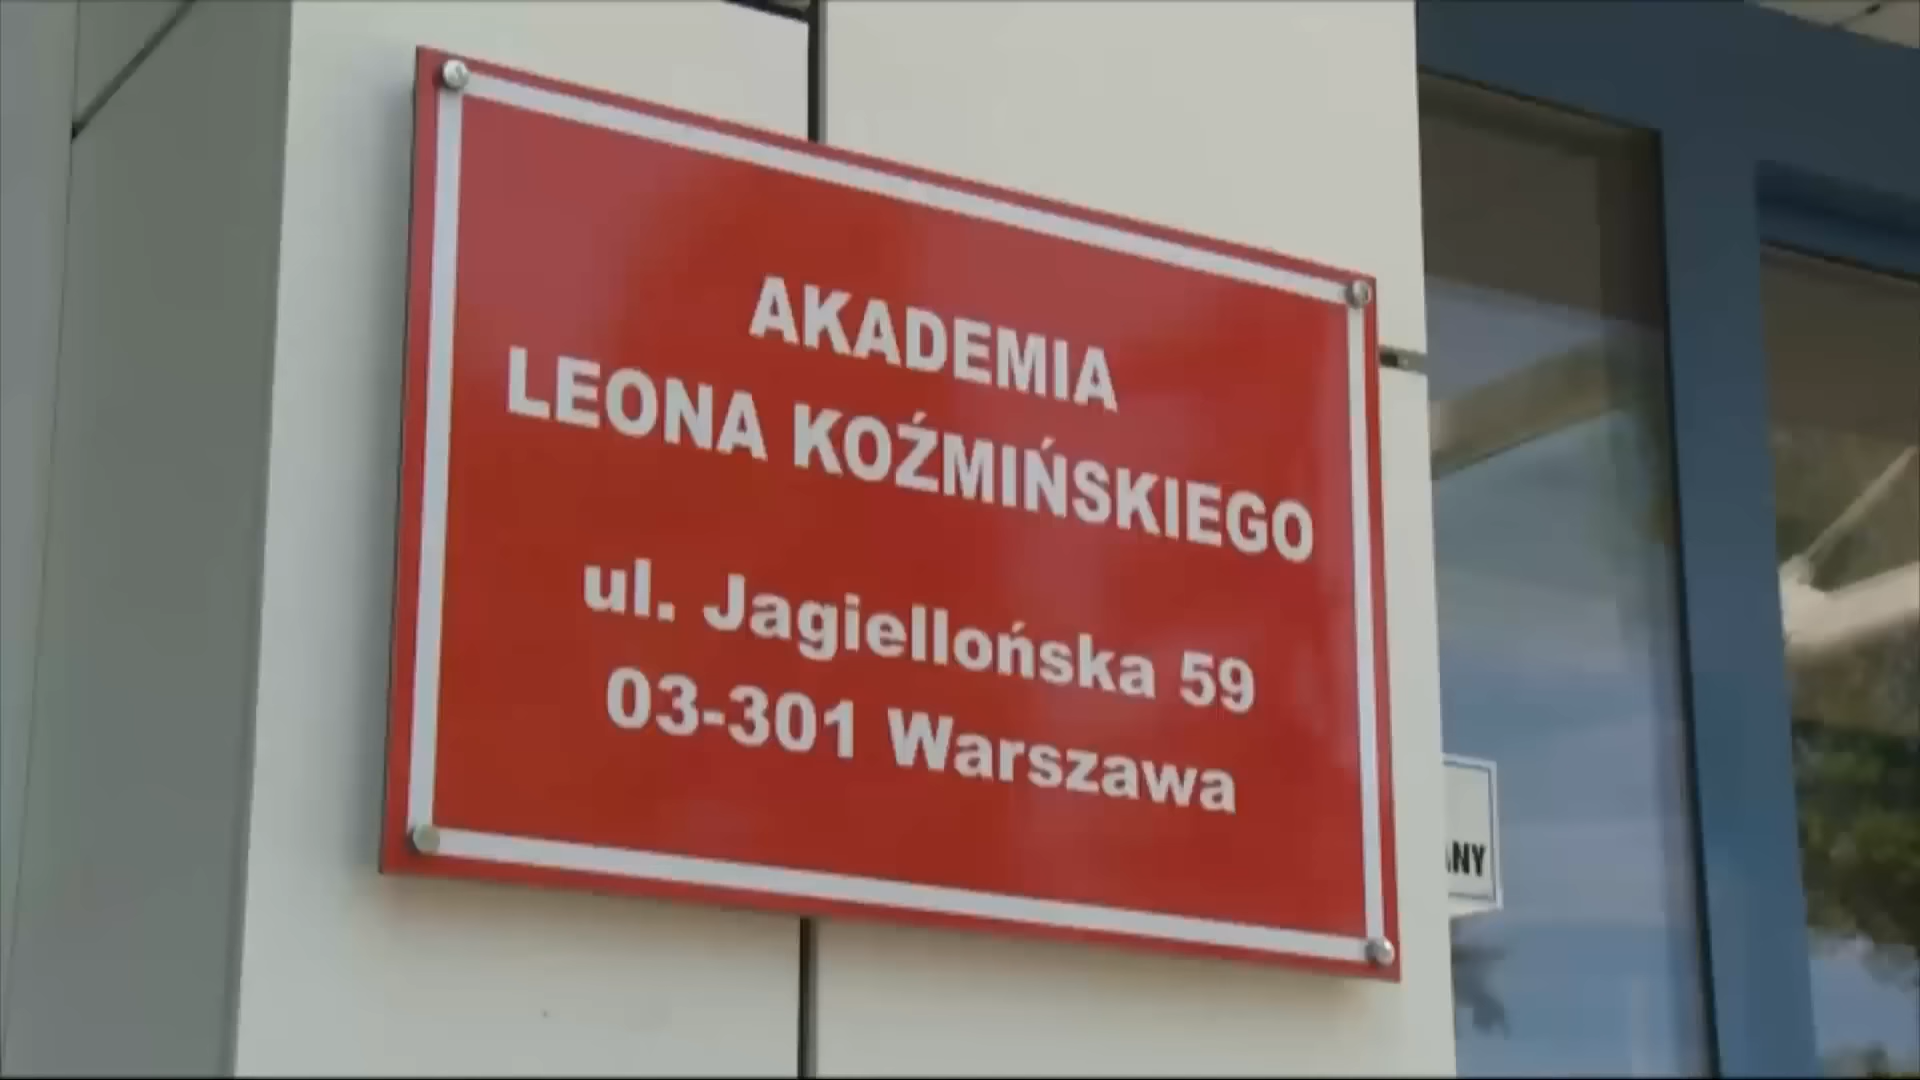 AKADEMIA
LEONA KOŹMIŃSKIEGO
ul. Jagiellońska 59
03-301 Warszawa